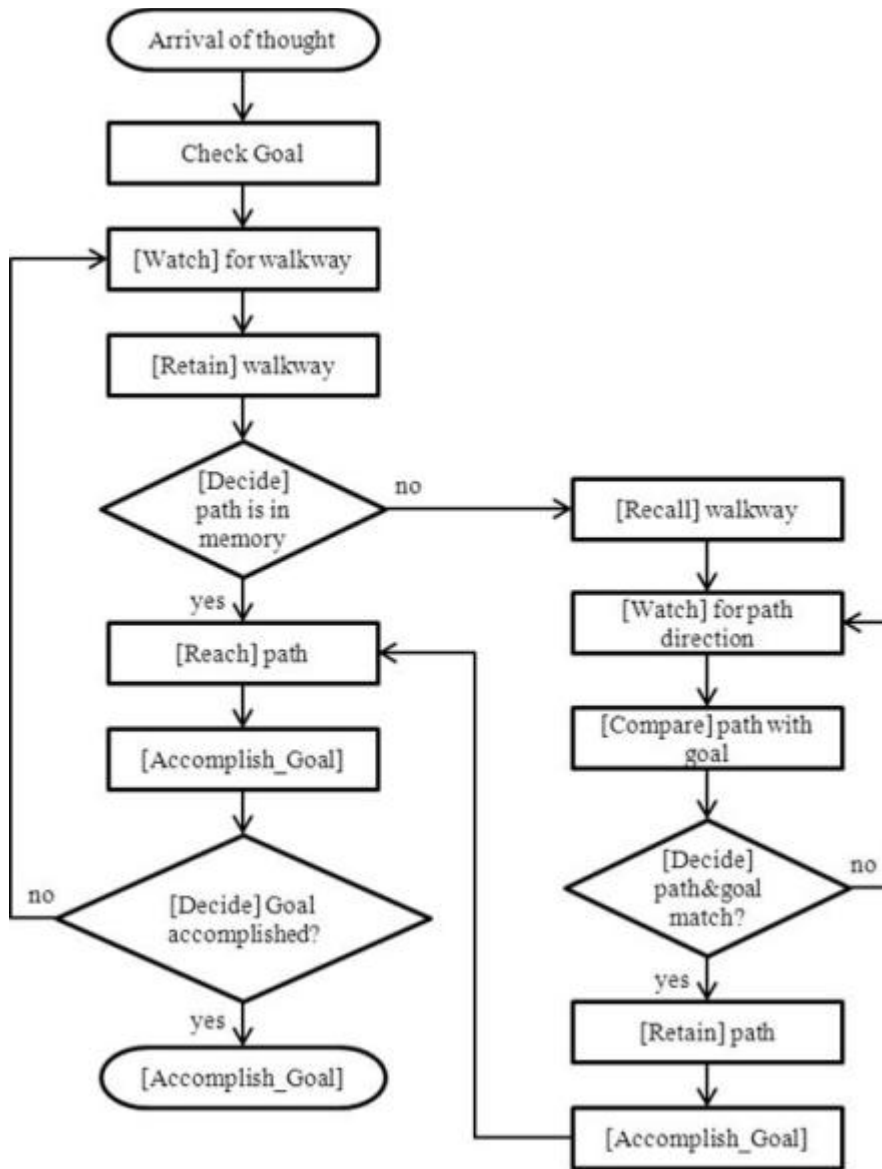 Arrival of thought
Check Goal
[Watch] for walkway
[Retain] walkway
[Decide]
path is in
memory
no
yes
[Reach] path
[Accomplish_Goal]
[Decide] Goal
accomplished?
no
yes
[Accomplish_Goal]
[Recall] walkway
[Watch] for path
direction
[Compare] path with
goal
[Decide]
path&goal
match?
no
yes
[Retain] path
[Accomplish_Goal]